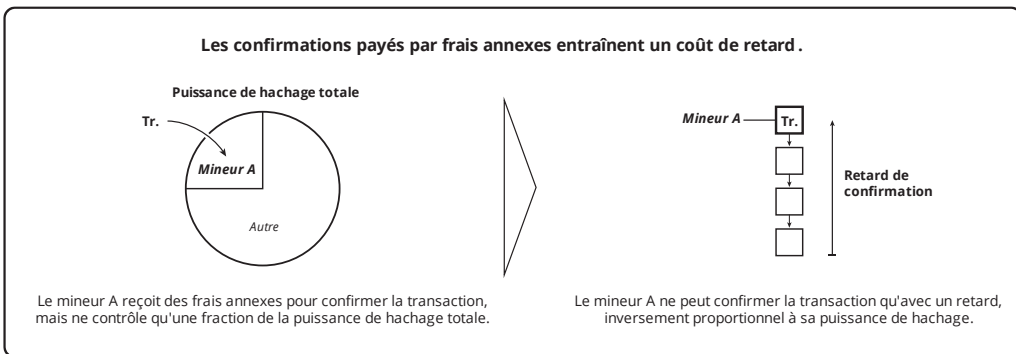 Les confirmations payés par frais annexes entraînent un coût de retard .
Puissance de hachage totale
Tr.
Mineur A
Autre
Le mineur A reçoit des frais annexes pour confirmer la transaction,
mais ne contrôle qu'une fraction de la puissance de hachage totale.
Mineur A
Tr.
Retard de
confirmation
Le mineur A ne peut confirmer la transaction qu'avec un retard,
inversement proportionnel à sa puissance de hachage.